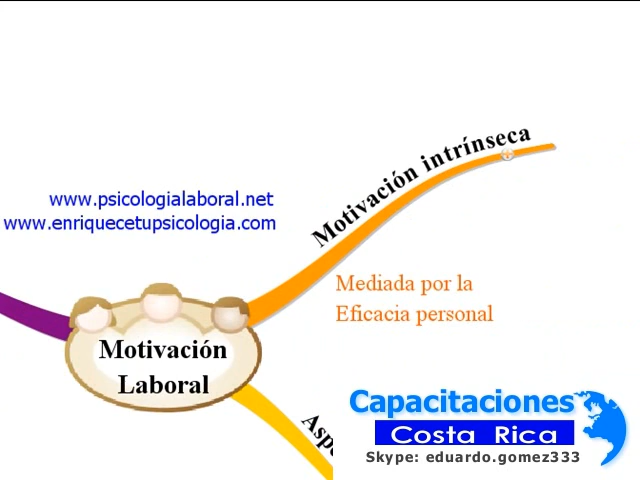 Motivación intrínseca
www.psicologialaboral.net
www.enriquecetupsicologia.com
Mediada por la
Eficacia personal
Motivación
Laboral
Capacitaciones
Costa Rica
Skype: eduardo.gomez333